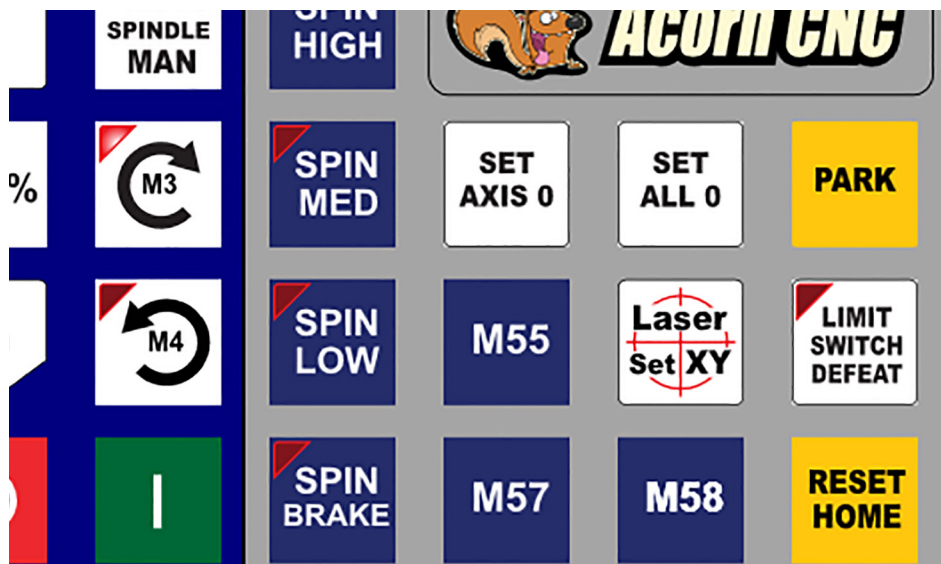 SPINDLE
MAN
SPIN
HIGH
Acorn CNC
%
M3
SPIN
MED
SET
AXIS 0
SET
ALL 0
PARK
M4
SPIN
LOW
M55
Laser
Set XY
LIMIT
SWITCH
DEFEAT
I
SPIN
BRAKE
M57
M58
RESET
HOME